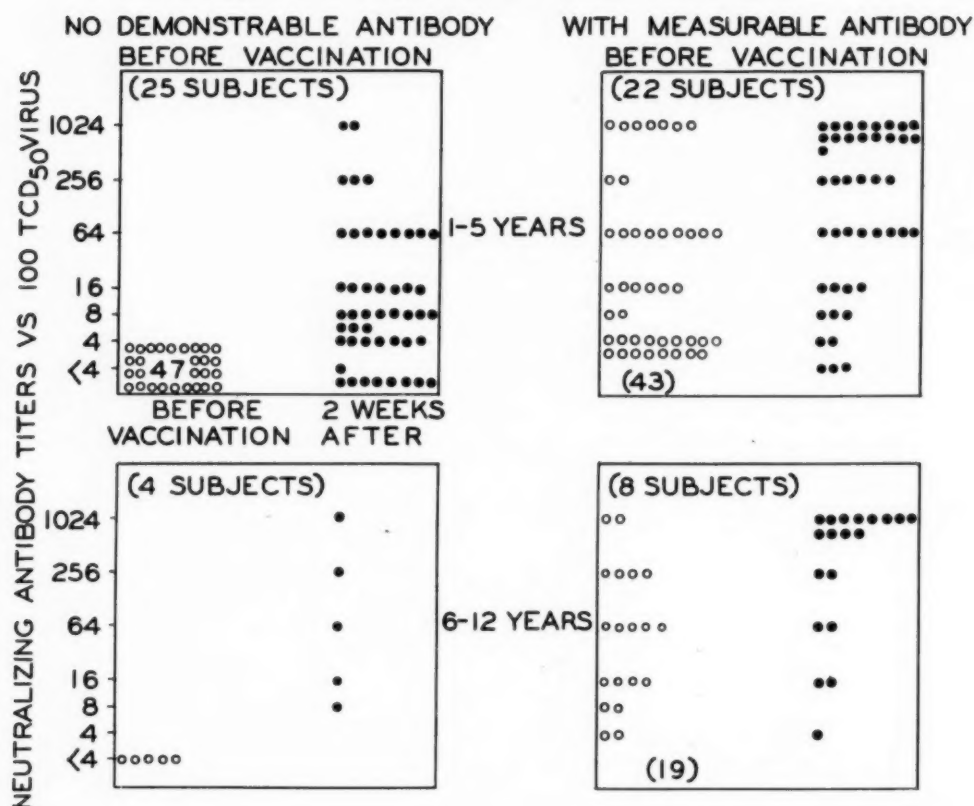 NO DEMONSTRABLE ANTIBODY
BEFORE VACCINATION
WITH MEASURABLE ANTIBODY
BEFORE VACCINATION
NEUTRALIZING ANTIBODY TITERS VS 100 TCD50 VIRUS
(25 SUBJECTS)
1024
256
64
16
8
4
<4
47
BEFORE
VACCINATION
2 WEEKS
AFTER
1-5 YEARS
(22 SUBJECTS)
(43)
(4 SUBJECTS)
1024
256
64
16
8
4
<4
6-12 YEARS
(8 SUBJECTS)
(19)